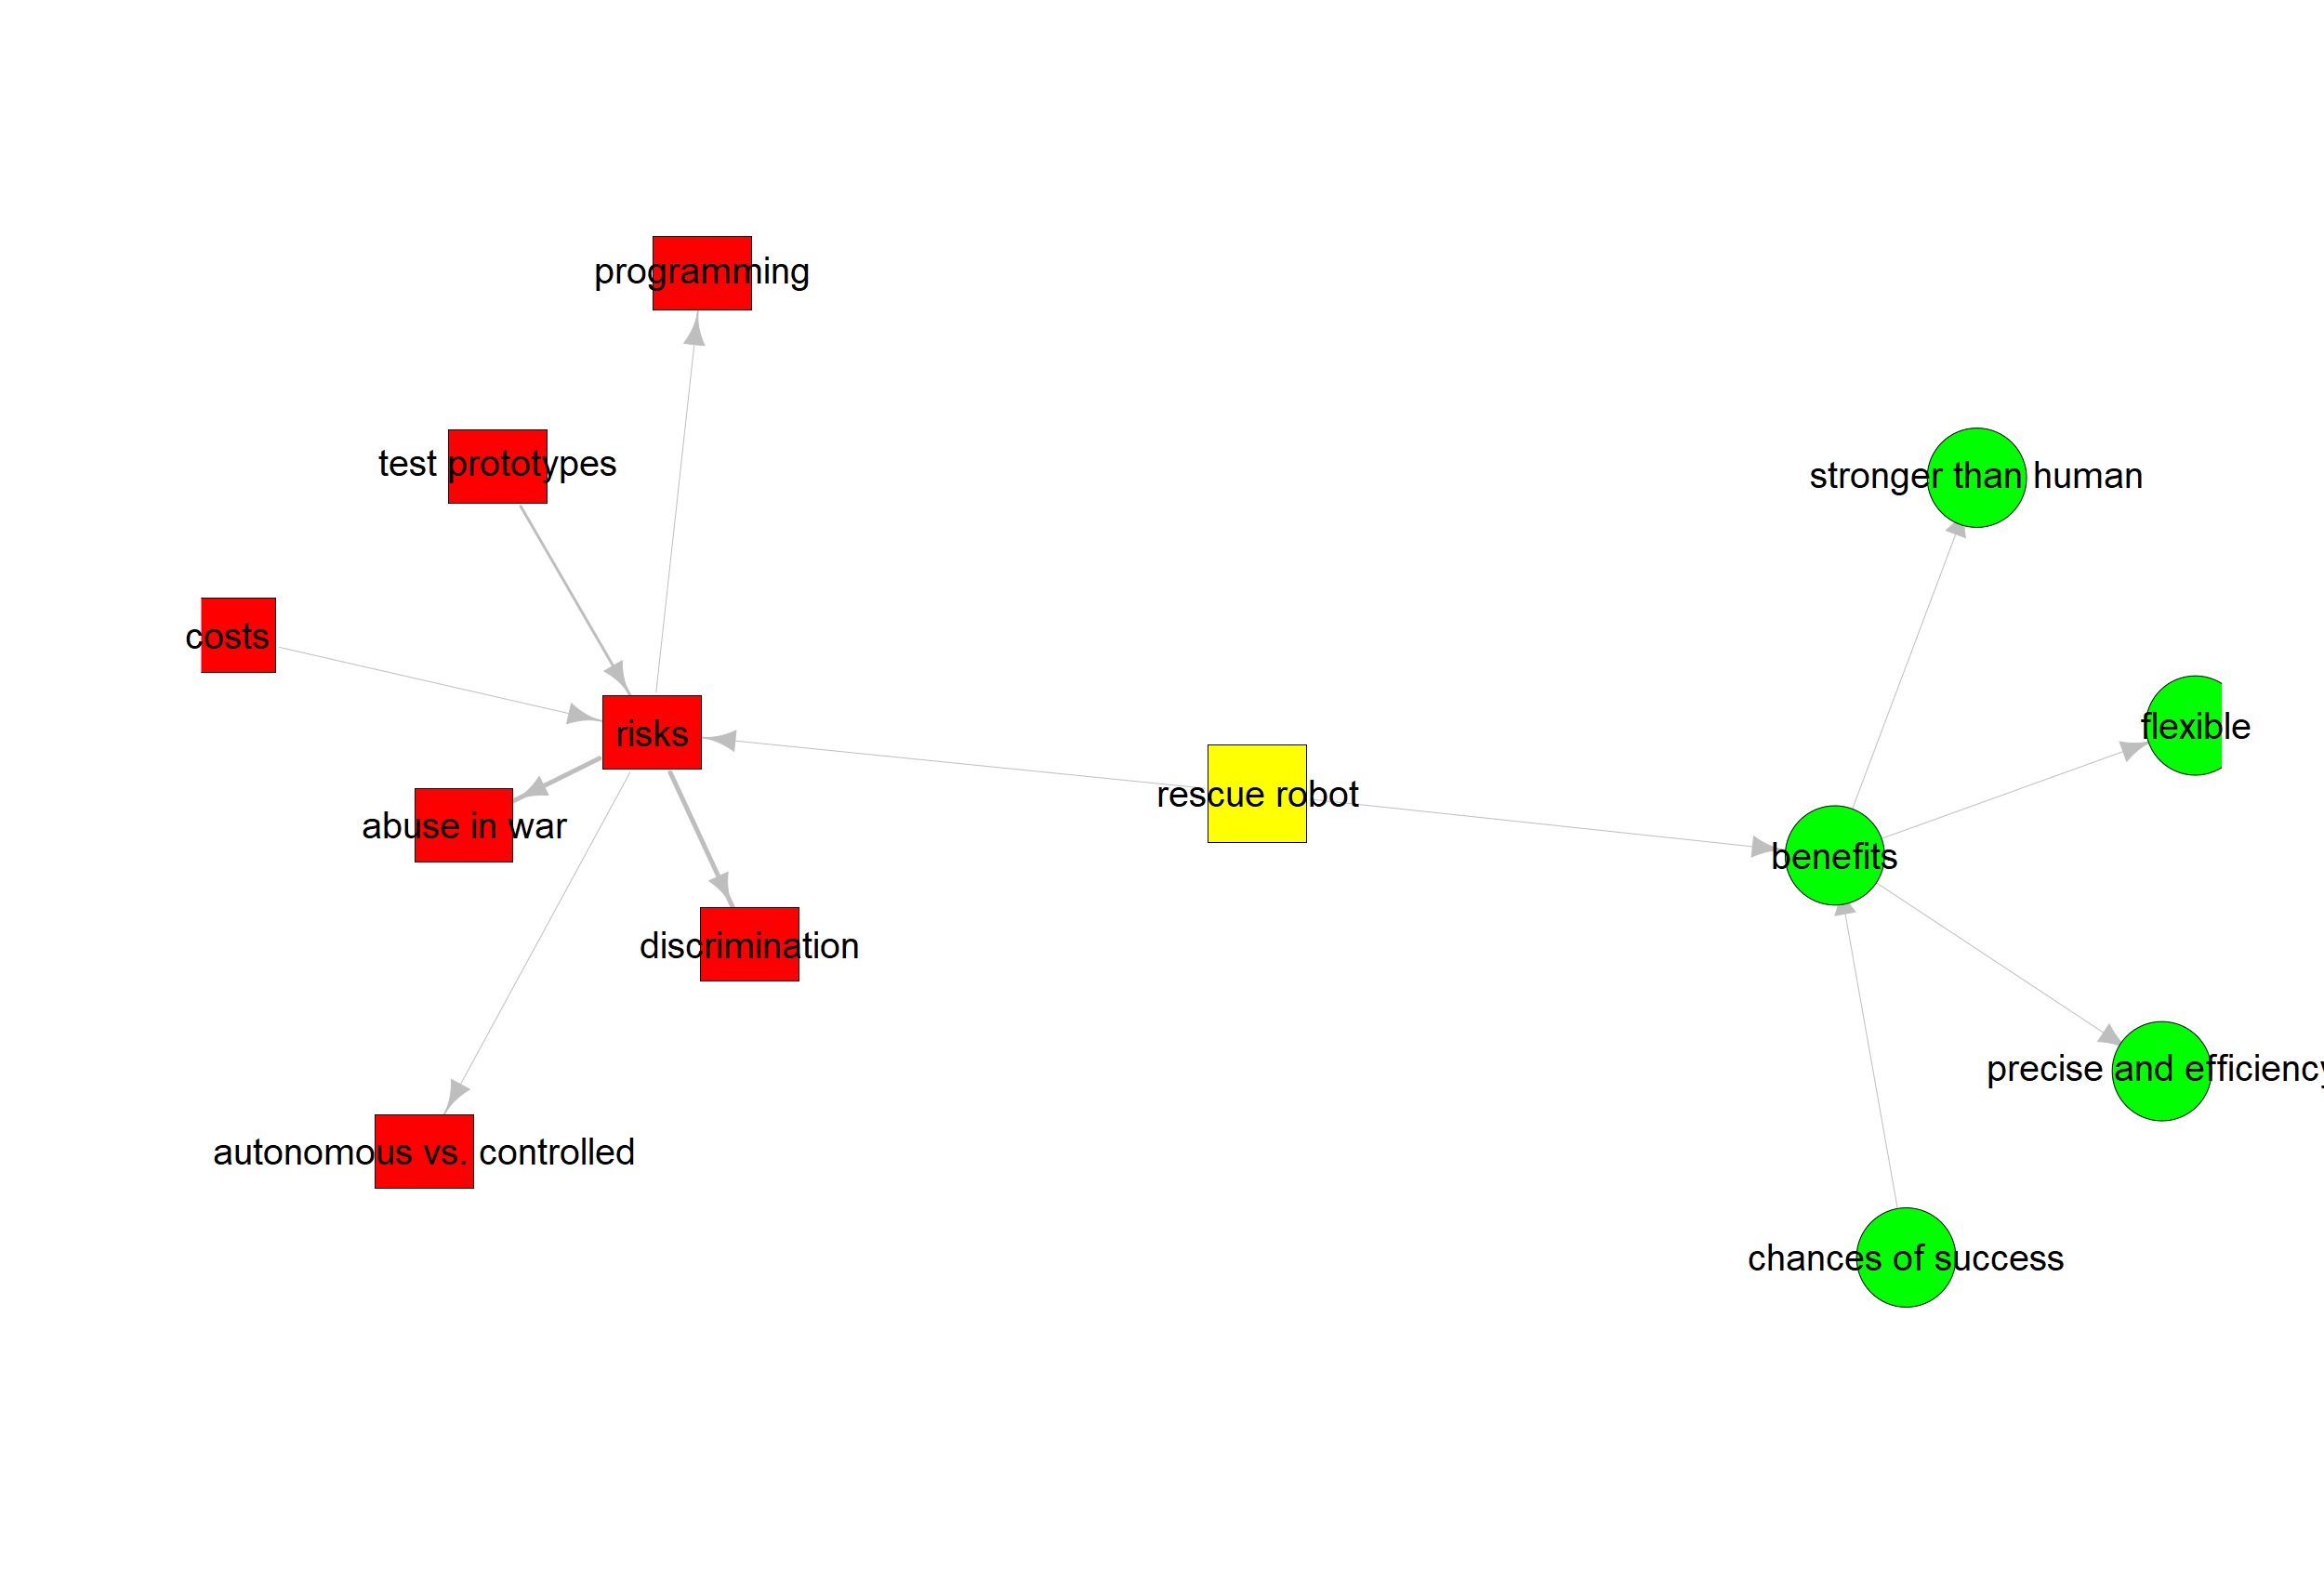 programming
test prototypes
stronger than human
costs
risks
flexible
rescue robot
abuse in war
benefits
discrimination
precise and efficiency
autonomous vs. controlled
chances of success